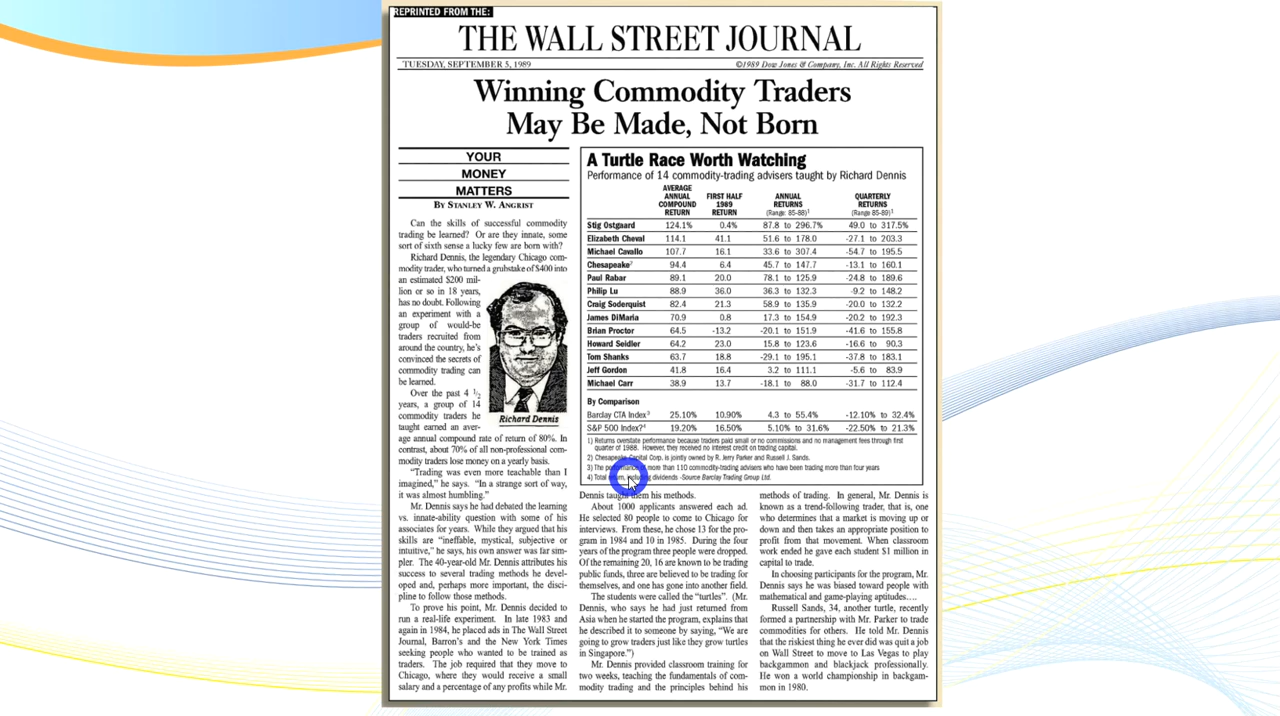 REPRINTED FROM THE:
THE WALL STREET JOURNAL
TUESDAY, SEPTEMBER 5, 1989
©1989 Dow Jones & Company, Inc. All Rights Reserved
Winning Commodity Traders
May Be Made, Not Born
YOUR
MONEY
MATTERS
BY STANLEY W. ANGRIST
Can the skills of successful commodity
trading be learned? Or are they innate, some
sort of sixth sense a lucky few are born with?
Richard Dennis, the legendary Chicago com-
modity trader, who turned a grubstake of $400 into
an estimated $200 mil-
lion or so in 18 years,
has no doubt. Following
an experiment with a
group of would-be
traders recruited from
around the country, he's
convinced the secrets of
commodity trading can
be learned.
Over the past 4 1/2
years, a group of 14
commodity traders he
taught earned an aver-
age annual compound rate of return of 80%. In
contrast, about 70% of all non-professional com-
modity traders lose money on a yearly basis.
"Trading was even more teachable than I
imagined," he says. "In a strange sort of way,
it was almost humbling."
Mr. Dennis says he had debated the learning
vs. innate-ability question with some of his
associates for years. While they argued that his
skills are "ineffable, mystical, subjective or
intuitive," he says, his own answer was far sim-
pler. The 40-year-old Mr. Dennis attributes his
success to several trading methods he devel-
oped and, perhaps more important, the disci-
pline to follow those methods.
To prove his point, Mr. Dennis decided to
run a real-life experiment. In late 1983 and
again in 1984, he placed ads in The Wall Street
Journal, Barron's and the New York Times
seeking people who wanted to be trained as
traders. The job required that they move to
Chicago, where they would receive a small
salary and a percentage of any profits while Mr.
Richard Dennis
A Turtle Race Worth Watching
Performance of 14 commodity-trading advisers taught by Richard Dennis
AVERAGE ANNUAL COMPOUND RETURN FIRST HALF 1989 RETURN ANNUAL RETURNS (Range: 85-88)1 QUARTERLY RETURNS (Range: 85-89)1
Stig Ostgaard 124.1% 0.4% 87.8 to 296.7% 49.0 to 317.5%
Elizabeth Cheval 114.1 41.1 51.6 to 178.0 -27.1 to 203.3
Michael Cavallo 107.7 16.1 33.6 to 307.4 -54.7 to 195.5
Chesapeake2 94.4 6.4 45.7 to 147.7 -13.1 to 160.1
Paul Rabar 89.1 20.0 78.1 to 125.9 -24.8 to 189.6
Philip Lu 88.9 36.0 36.3 to 132.3 -9.2 to 148.2
Craig Soderquist 82.4 21.3 58.9 to 135.9 -20.0 to 132.2
James DiMaria 70.9 0.8 17.3 to 154.9 -20.2 to 192.3
Brian Proctor 64.5 -13.2 -20.1 to 151.9 -41.6 to 155.8
Howard Seidler 64.2 23.0 15.8 to 123.6 -16.6 to 90.3
Tom Shanks 63.7 18.8 -29.1 to 195.1 -37.8 to 183.1
Jeff Gordon 41.8 16.4 3.2 to 111.1 -5.6 to 83.9
Michael Carr 38.9 13.7 -18.1 to 88.0 -31.7 to 112.4
By Comparison
Barclay CTA Index3 25.10% 10.90% 4.3 to 55.4% -12.10% to 32.4%
S&P 500 Index?4 19.20% 16.50% 5.10% to 31.6% -22.50% to 21.3%
1) Returns overstate performance because traders paid small or no commissions and no management fees through first
quarter of 1988. However, they received no interest credit on trading capital.
2) Chesapeake Capital Corp. is jointly owned by R. Jerry Parker and Russell J. Sands.
3) The performance of more than 110 commodity-trading advisers who have been trading more than four years
4) Total return, including dividends -Source Barclay Trading Group Ltd.
Dennis taught them his methods.
About 1000 applicants answered each ad.
He selected 80 people to come to Chicago for
interviews. From these, he chose 13 for the pro-
gram in 1984 and 10 in 1985. During the four
years of the program three people were dropped.
Of the remaining 20, 16 are known to be trading
public funds, three are believed to be trading for
themselves, and one has gone into another field.
The students were called the "turtles". (Mr.
Dennis, who says he had just returned from
Asia when he started the program, explains that
he described it to someone by saying, "We are
going to grow traders just like they grow turtles
in Singapore.")
Mr. Dennis provided classroom training for
two weeks, teaching the fundamentals of com-
modity trading and the principles behind his
methods of trading. In general, Mr. Dennis is
known as a trend-following trader, that is, one
who determines that a market is moving up or
down and then takes an appropriate position to
profit from that movement. When classroom
work ended he gave each student $1 million in
capital to trade.
In choosing participants for the program, Mr.
Dennis says he was biased toward people with
mathematical and game-playing aptitudes....
Russell Sands, 34, another turtle, recently
formed a partnership with Mr. Parker to trade
commodities for others. He told Mr. Dennis
that the riskiest thing he ever did was quit a job
on Wall Street to move to Las Vegas to play
backgammon and blackjack professionally.
He won a world championship in backgam-
mon in 1980.